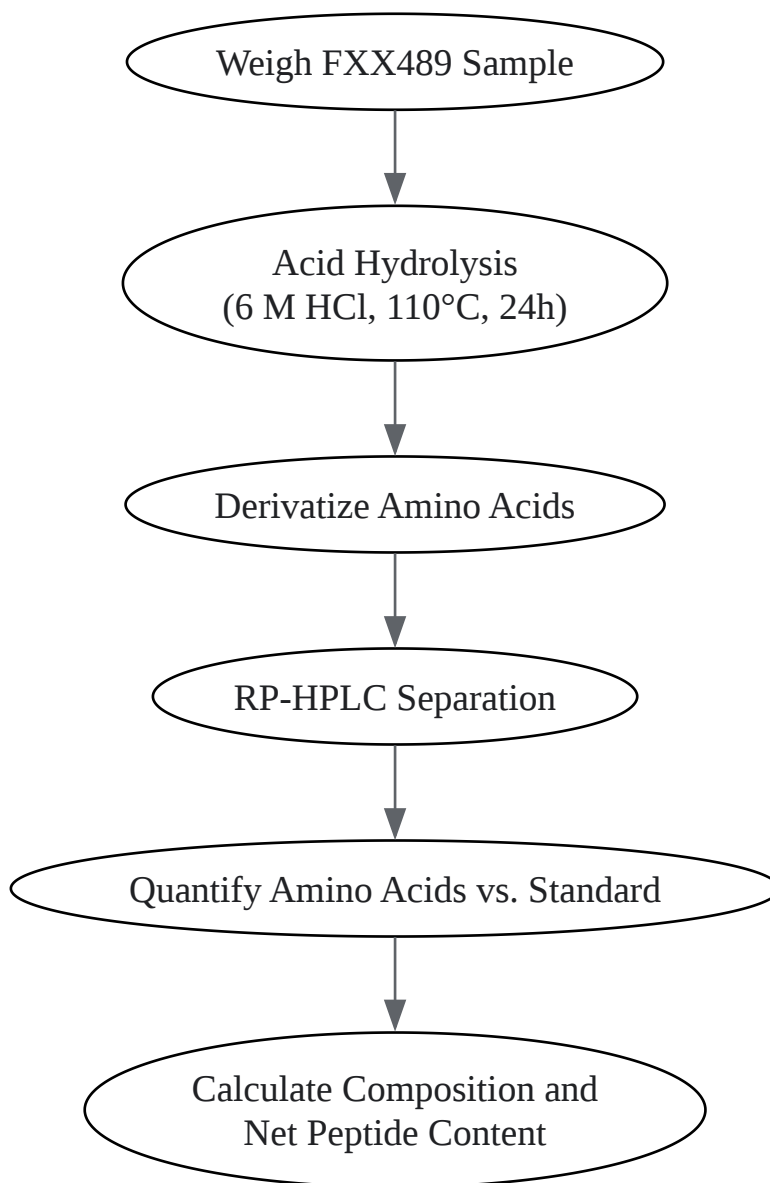 Weigh FXX489 Sample
Acid Hydrolysis
(6 M HCl, 110°C, 24h)
Derivatize Amino Acids
RP-HPLC Separation
Quantify Amino Acids vs. Standard
Calculate Composition and
Net Peptide Content